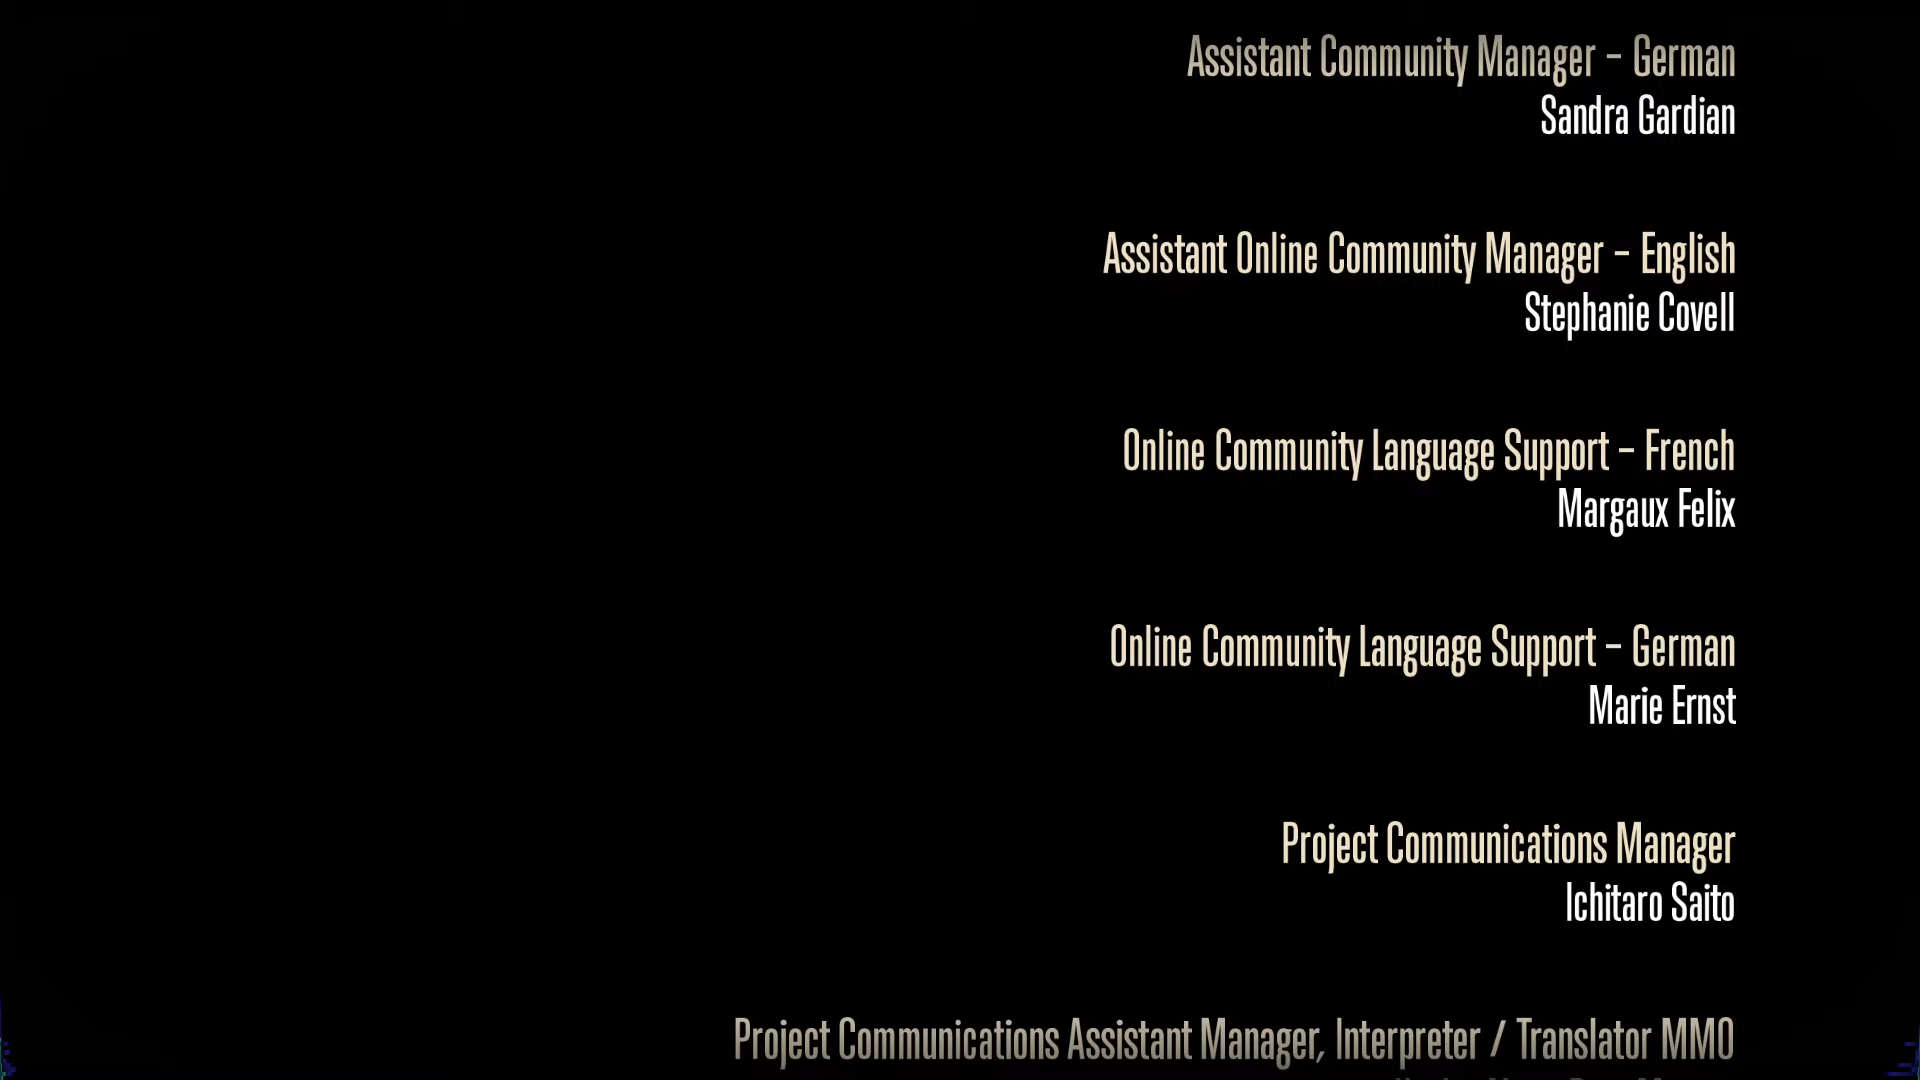 Assistant Community Manager – German
Sandra Gardian
Assistant Online Community Manager – English
Stephanie Covell
Online Community Language Support – French
Margaux Felix
Online Community Language Support – German
Marie Ernst
Project Communications Manager
Ichitaro Saito
Project Communications Assistant Manager, Interpreter / Translator MMO